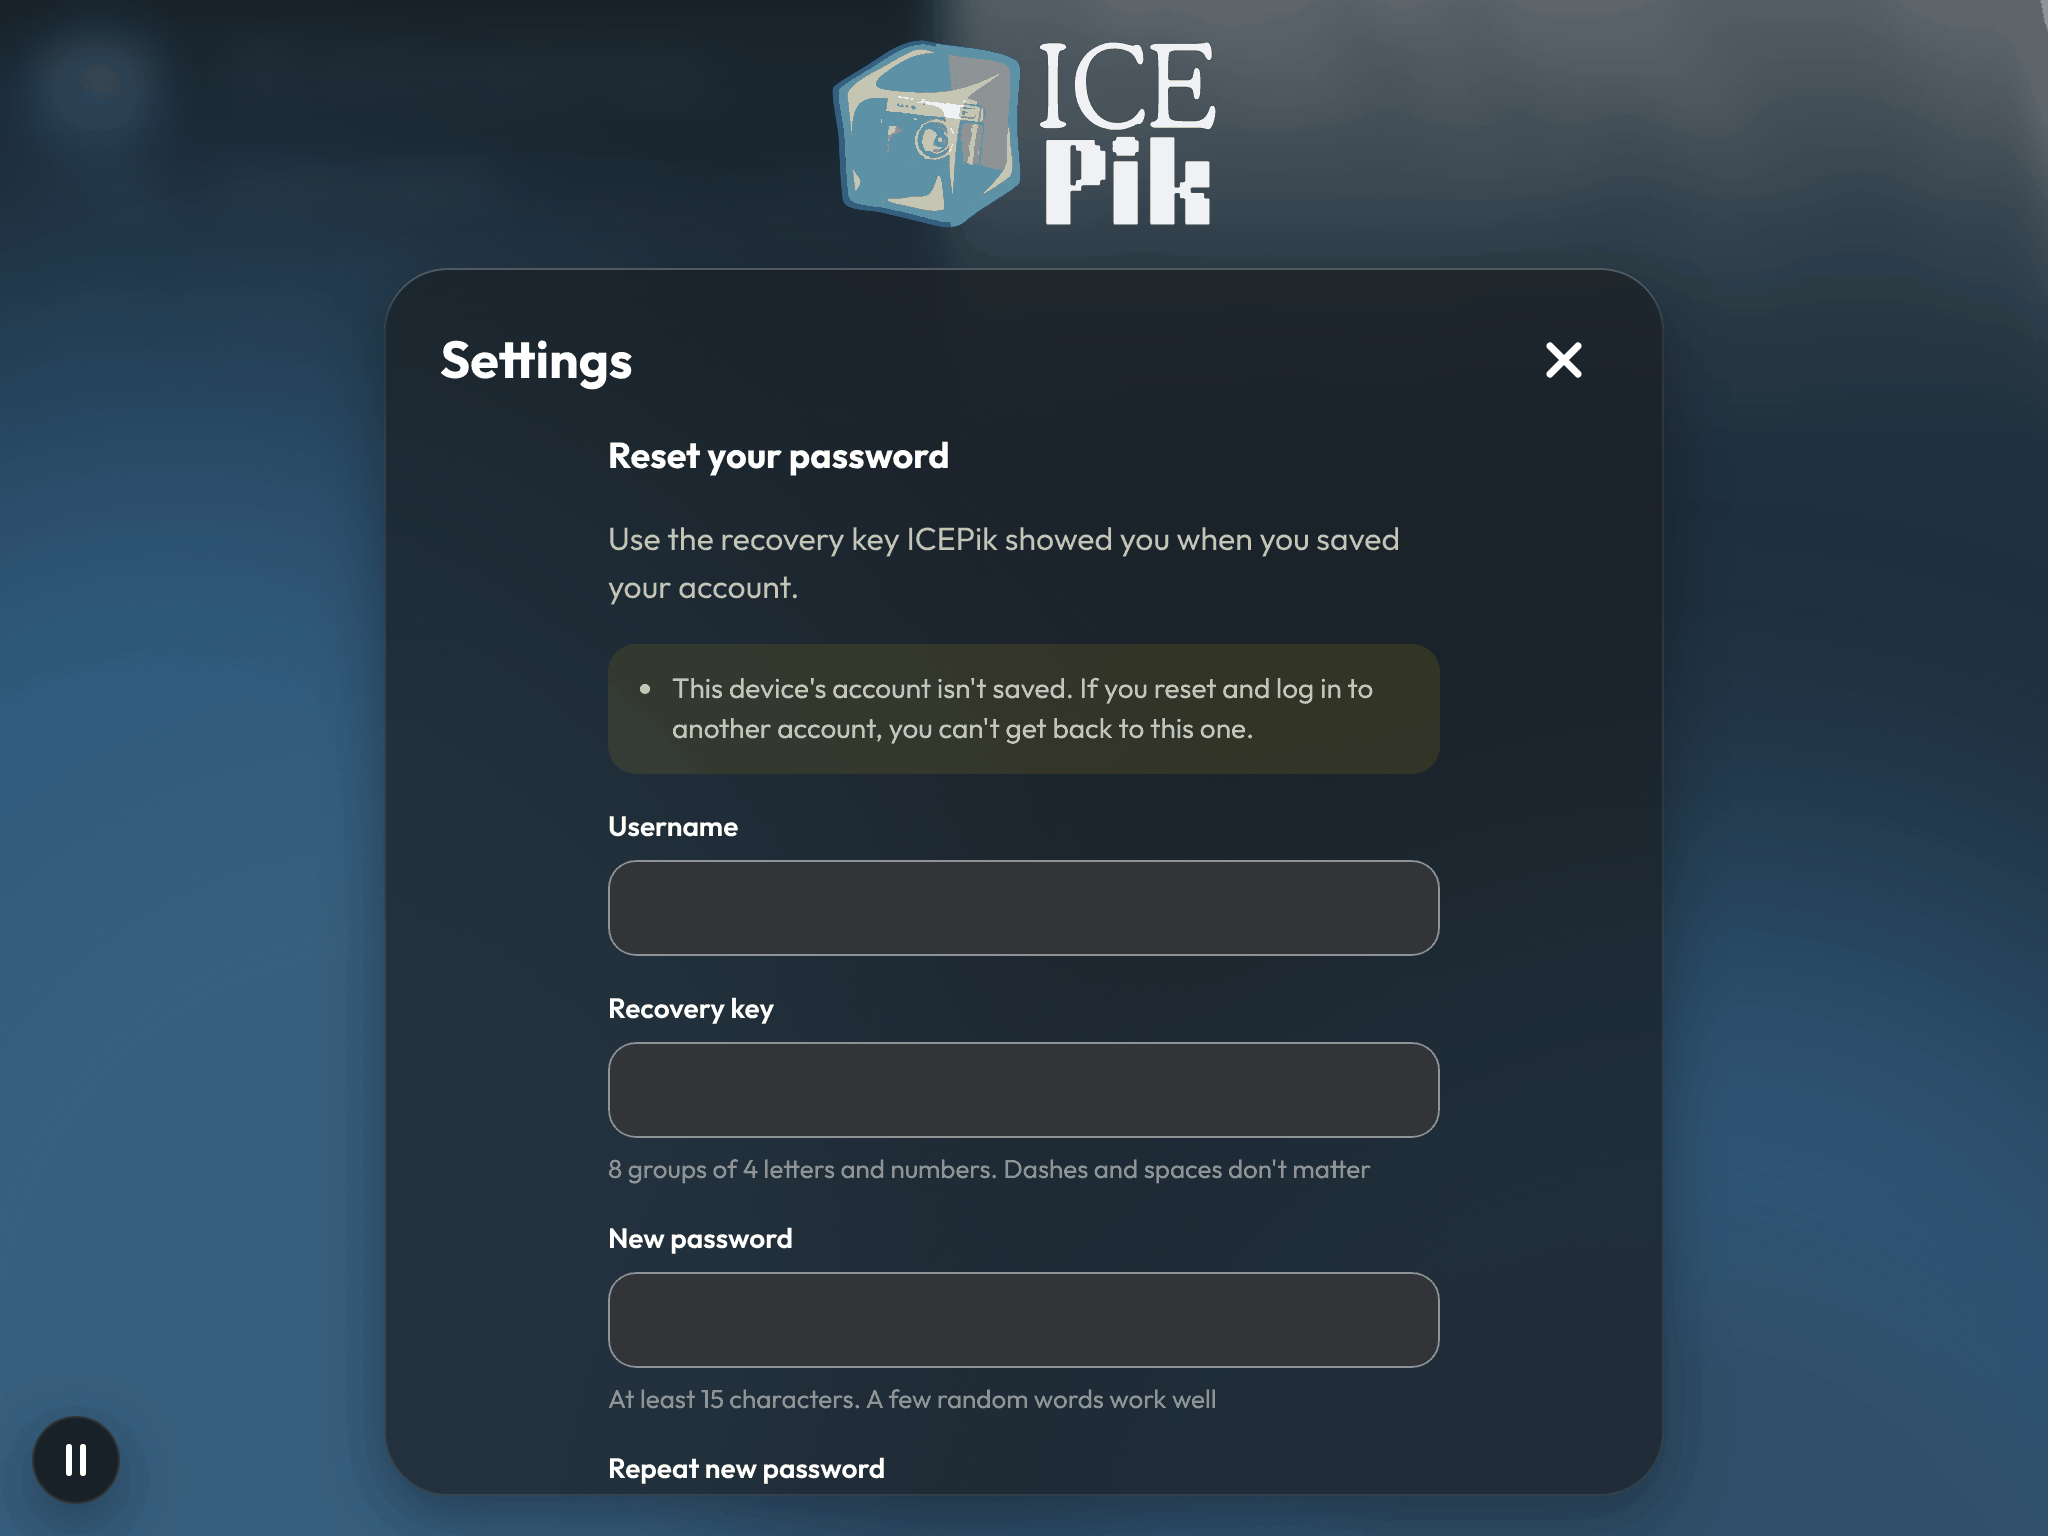 ICE
Pik
Settings
Reset your password
Use the recovery key ICEPik showed you when you saved
your account.
• This device's account isn't saved. If you reset and log in to
another account, you can't get back to this one.
Username
Recovery key
8 groups of 4 letters and numbers. Dashes and spaces don't matter
New password
At least 15 characters. A few random words work well
Repeat new password